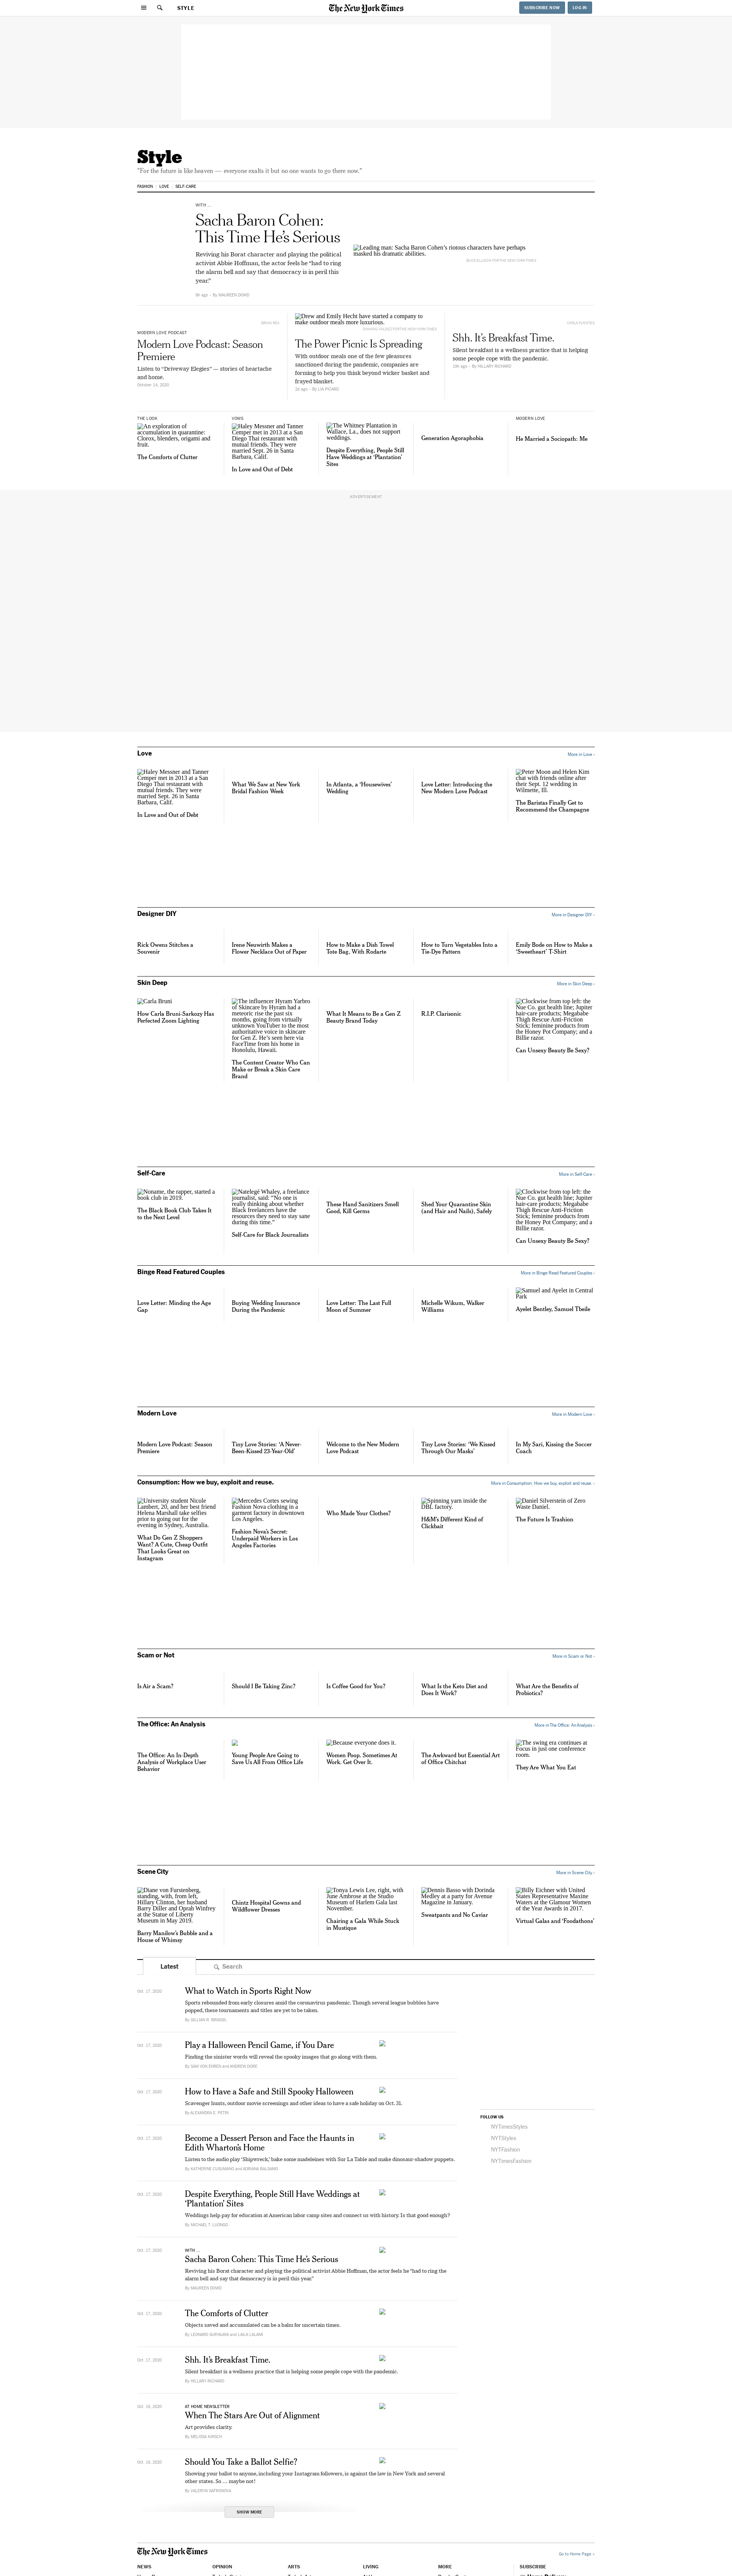 STYLE
The New York Times
SUBSCRIBE NOW
LOG IN
Style
"For the future is like heaven — everyone exalts it but no one wants to go there now."
FASHION
LOVE
SELF-CARE
WITH ...
Sacha Baron Cohen:
This Time He's Serious
Reviving his Borat character and playing the political
activist Abbie Hoffman, the actor feels he "had to ring
the alarm bell and say that democracy is in peril this
year."
By MAUREEN DOWD
Leading man: Sacha Baron Cohen's riotous characters have perhaps
masked his dramatic abilities.
MODERN LOVE PODCAST
Modern Love Podcast: Season
Premiere
Listen to "Driveway Elegies" — stories of heartache
and home.
October 14, 2020
Drew and Emily Hecht have started a company to
make outdoor meals more luxurious.
The Power Picnic Is Spreading
With outdoor meals one of the few pleasures
sanctioned during the pandemic, companies are
forming to help you think beyond wicker basket and
frayed blanket.
By LIA PICARD
Shh. It's Breakfast Time.
Silent breakfast is a wellness practice that is helping
some people cope with the pandemic.
By HILLARY RICHARD
THE LOOK
An exploration of
accumulation in quarantine:
Clorox, blenders, origami and
fruit.
The Comforts of Clutter
VOWS
Haley Messner and Tanner
Cemper met in 2013 at a San
Diego Thai restaurant with
mutual friends. They were
married Sept. 26 in Santa
Barbara, Calif.
In Love and Out of Debt
The Whitney Plantation in
Wallace, La., does not support
weddings.
Despite Everything, People Still
Have Weddings at 'Plantation'
Sites
Generation Agoraphobia
MODERN LOVE
He Married a Sociopath: Me
ADVERTISEMENT
Love
More in Love ›
Haley Messner and Tanner
Cemper met in 2013 at a San
Diego Thai restaurant with
mutual friends. They were
married Sept. 26 in Santa
Barbara, Calif.
In Love and Out of Debt
What We Saw at New York
Bridal Fashion Week
In Atlanta, a 'Housewives'
Wedding
Love Letter: Introducing the
New Modern Love Podcast
Peter Moon and Helen Kim
chat with friends online after
their Sept. 12 wedding in
Wilmette, Ill.
The Baristas Finally Get to
Recommend the Champagne
Designer DIY
More in Designer DIY ›
Rick Owens Stitches a
Souvenir
Irene Neuwirth Makes a
Flower Necklace Out of Paper
How to Make a Dish Towel
Tote Bag, With Rodarte
How to Turn Vegetables Into a
Tie-Dye Pattern
Emily Bode on How to Make a
'Sweetheart' T-Shirt
Skin Deep
More in Skin Deep ›
Carla Bruni
How Carla Bruni-Sarkozy Has
Perfected Zoom Lighting
The influencer Hyram Yarbro
of Skincare by Hyram had a
meteoric rise the past six
months, going from virtually
unknown YouTuber to the most
authoritative voice in skincare
for Gen Z. He's seen here via
FaceTime from his home in
Honolulu, Hawaii.
The Content Creator Who Can
Make or Break a Skin Care
Brand
What It Means to Be a Gen Z
Beauty Brand Today
R.I.P. Clarisonic
Clockwise from top left: the
Nue Co. gut health line; Jupiter
hair-care products; Megababe
Thigh Rescue Anti-Friction
Stick; feminine products from
the Honey Pot Company; and a
Billie razor.
Can Unsexy Beauty Be Sexy?
Self-Care
More in Self-Care ›
Noname, the rapper, started a
book club in 2019.
The Black Book Club Takes It
to the Next Level
Natelegé Whaley, a freelance
journalist, said: "No one is
really thinking about whether
Black freelancers have the
resources they need to stay sane
during this time."
Self-Care for Black Journalists
These Hand Sanitizers Smell
Good, Kill Germs
Shed Your Quarantine Skin
(and Hair and Nails), Safely
Clockwise from top left: the
Nue Co. gut health line; Jupiter
hair-care products; Megababe
Thigh Rescue Anti-Friction
Stick; feminine products from
the Honey Pot Company; and a
Billie razor.
Can Unsexy Beauty Be Sexy?
Binge Read Featured Couples
More in Binge Read Featured Couples ›
Love Letter: Minding the Age
Gap
Buying Wedding Insurance
During the Pandemic
Love Letter: The Last Full
Moon of Summer
Michelle Wikum, Walker
Williams
Samuel and Ayelet in Central
Park
Ayelet Bentley, Samuel Tbeile
Modern Love
More in Modern Love ›
Modern Love Podcast: Season
Premiere
Tiny Love Stories: 'A Never-
Been-Kissed 23-Year-Old'
Welcome to the New Modern
Love Podcast
Tiny Love Stories: 'We Kissed
Through Our Masks'
In My Sari, Kissing the Soccer
Coach
Consumption: How we buy, exploit and reuse.
More in Consumption: How we buy, exploit and reuse. ›
University student Nicole
Lambert, 20, and her best friend
Helena Marshall take selfies
prior to going out for the
evening in Sydney, Australia.
What Do Gen Z Shoppers
Want? A Cute, Cheap Outfit
That Looks Great on
Instagram
Mercedes Cortes sewing
Fashion Nova clothing in a
garment factory in downtown
Los Angeles.
Fashion Nova's Secret:
Underpaid Workers in Los
Angeles Factories
Who Made Your Clothes?
Spinning yarn inside the
DBL factory.
H&M's Different Kind of
Clickbait
Daniel Silverstein of Zero
Waste Daniel.
The Future Is Trashion
Scam or Not
More in Scam or Not ›
Is Air a Scam?
Should I Be Taking Zinc?
Is Coffee Good for You?
What Is the Keto Diet and
Does It Work?
What Are the Benefits of
Probiotics?
The Office: An Analysis
More in The Office: An Analysis ›
The Office: An In-Depth
Analysis of Workplace User
Behavior
Young People Are Going to
Save Us All From Office Life
Because everyone does it.
Women Poop. Sometimes At
Work. Get Over It.
The Awkward but Essential Art
of Office Chitchat
The swing era continues at
Focus in just one conference
room.
They Are What You Eat
Scene City
More in Scene City ›
Diane von Furstenberg,
standing, with, from left,
Hillary Clinton, her husband
Barry Diller and Oprah Winfrey
at the Statue of Liberty
Museum in May 2019.
Barry Manilow's Bubble and a
House of Whimsy
Chintz Hospital Gowns and
Wildflower Dresses
Tonya Lewis Lee, right, with
June Ambrose at the Studio
Museum of Harlem Gala last
November.
Chairing a Gala While Stuck
in Mustique
Dennis Basso with Dorinda
Medley at a party for Avenue
Magazine in January.
Sweatpants and No Caviar
Billy Eichner with United
States Representative Maxine
Waters at the Glamour Women
of the Year Awards in 2017.
Virtual Galas and 'Fondathons'
Latest
Search
Oct. 17, 2020
What to Watch in Sports Right Now
Sports rebounded from early closures amid the coronavirus pandemic. Though several league bubbles have
popped, these tournaments and titles are yet to be taken.
By GILLIAN R. BRASSIL
Oct. 17, 2020
Play a Halloween Pencil Game, if You Dare
Finding the sinister words will reveal the spooky images that go along with them.
By SAM VON EHREN and ANDREW SOBIE
Oct. 17, 2020
How to Have a Safe and Still Spooky Halloween
Scavenger hunts, outdoor movie screenings and other ideas to have a safe holiday on Oct. 31.
By ALEXANDRA E. PETRI
Oct. 17, 2020
Become a Dessert Person and Face the Haunts in
Edith Wharton's Home
Listen to the audio play 'Shipwreck,' bake some madeleines with Sur La Table and make dinosaur-shadow puppets.
By KATHERINE CUSUMANO and ADRIANA BALSAMO
Oct. 17, 2020
Despite Everything, People Still Have Weddings at
'Plantation' Sites
Weddings help pay for education at American labor camp sites and connect us with history. Is that good enough?
By MICHAEL T. LUONGO
Oct. 17, 2020
WITH ...
Sacha Baron Cohen: This Time He's Serious
Reviving his Borat character and playing the political activist Abbie Hoffman, the actor feels he "had to ring the
alarm bell and say that democracy is in peril this year."
By MAUREEN DOWD
Oct. 17, 2020
The Comforts of Clutter
Objects saved and accumulated can be a balm for uncertain times.
Oct. 17, 2020
Shh. It's Breakfast Time.
Silent breakfast is a wellness practice that is helping some people cope with the pandemic.
By HILLARY RICHARD
Oct. 16, 2020
AT HOME NEWSLETTER
When The Stars Are Out of Alignment
Art provides clarity.
By MELISSA KIRSCH
Oct. 16, 2020
Should You Take a Ballot Selfie?
Showing your ballot to anyone, including your Instagram followers, is against the law in New York and several
other states. So … maybe not!
By VALERIYA SAFRONOVA
SHOW MORE
FOLLOW US
NYTimesStyles
NYTStyles
NYTFashion
NYTimesFashion
The New York Times
Go to Home Page »
NEWS
OPINION
ARTS
LIVING
MORE
SUBSCRIBE